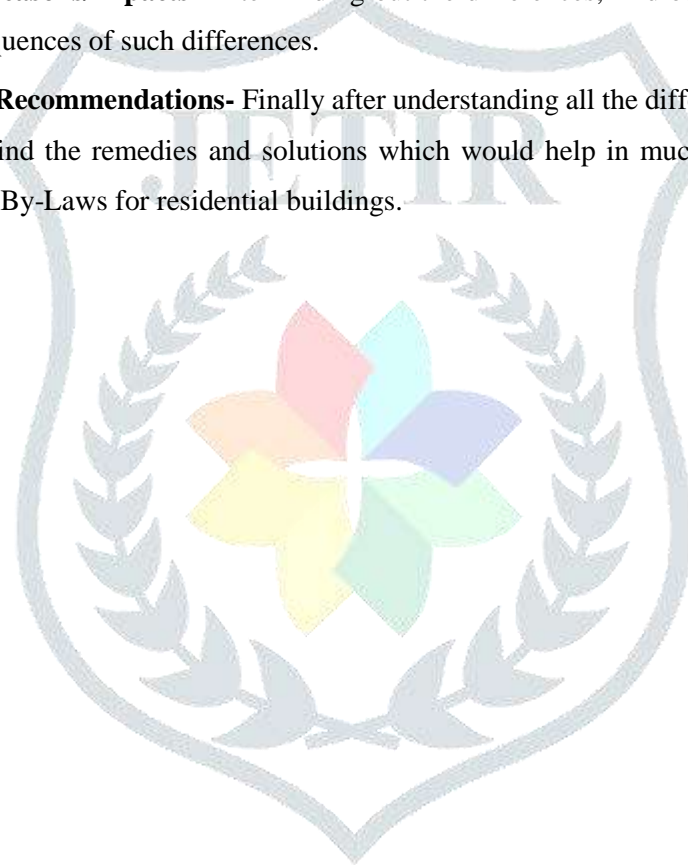 quences of such differences.
Recommendations- Finally after understanding all the diff
ind the remedies and solutions which would help in muc
By-Laws for residential buildings.
JETIR